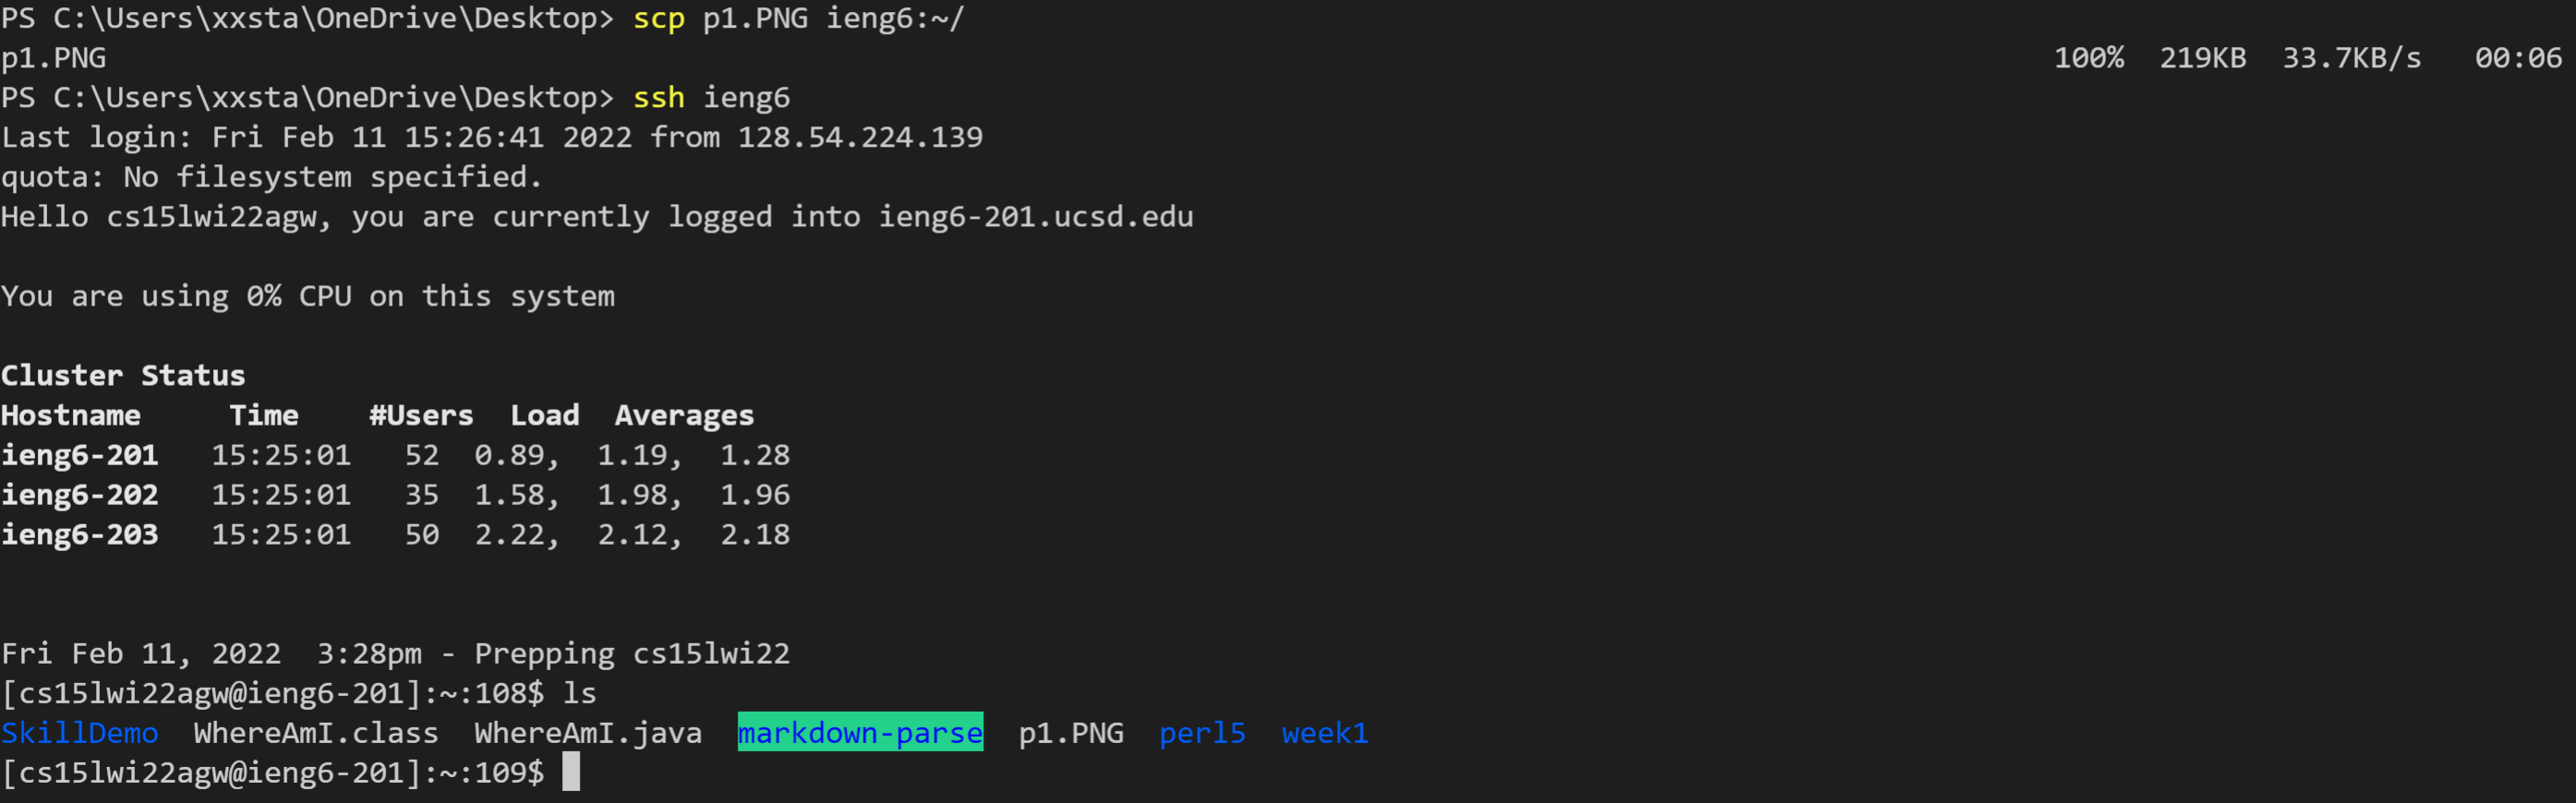 PS C:\Users\xxsta\OneDrive\Desktop> scp p1.PNG ieng6:~/
p1.PNG 100% 219KB 33.7KB/s 00:06
PS C:\Users\xxsta\OneDrive\Desktop> ssh ieng6
Last login: Fri Feb 11 15:26:41 2022 from 128.54.224.139
quota: No filesystem specified.
Hello cs15lwi22agw, you are currently logged into ieng6-201.ucsd.edu
You are using 0% CPU on this system
Cluster Status
Hostname Time #Users Load Averages
ieng6-201 15:25:01 52 0.89, 1.19, 1.28
ieng6-202 15:25:01 35 1.58, 1.98, 1.96
ieng6-203 15:25:01 50 2.22, 2.12, 2.18
Fri Feb 11, 2022 3:28pm - Prepping cs15lwi22
[cs15lwi22agw@ieng6-201]:~:108$ ls
SkillDemo WhereAmI.class WhereAmI.java markdown-parse p1.PNG perl5 week1
[cs15lwi22agw@ieng6-201]:~:109$